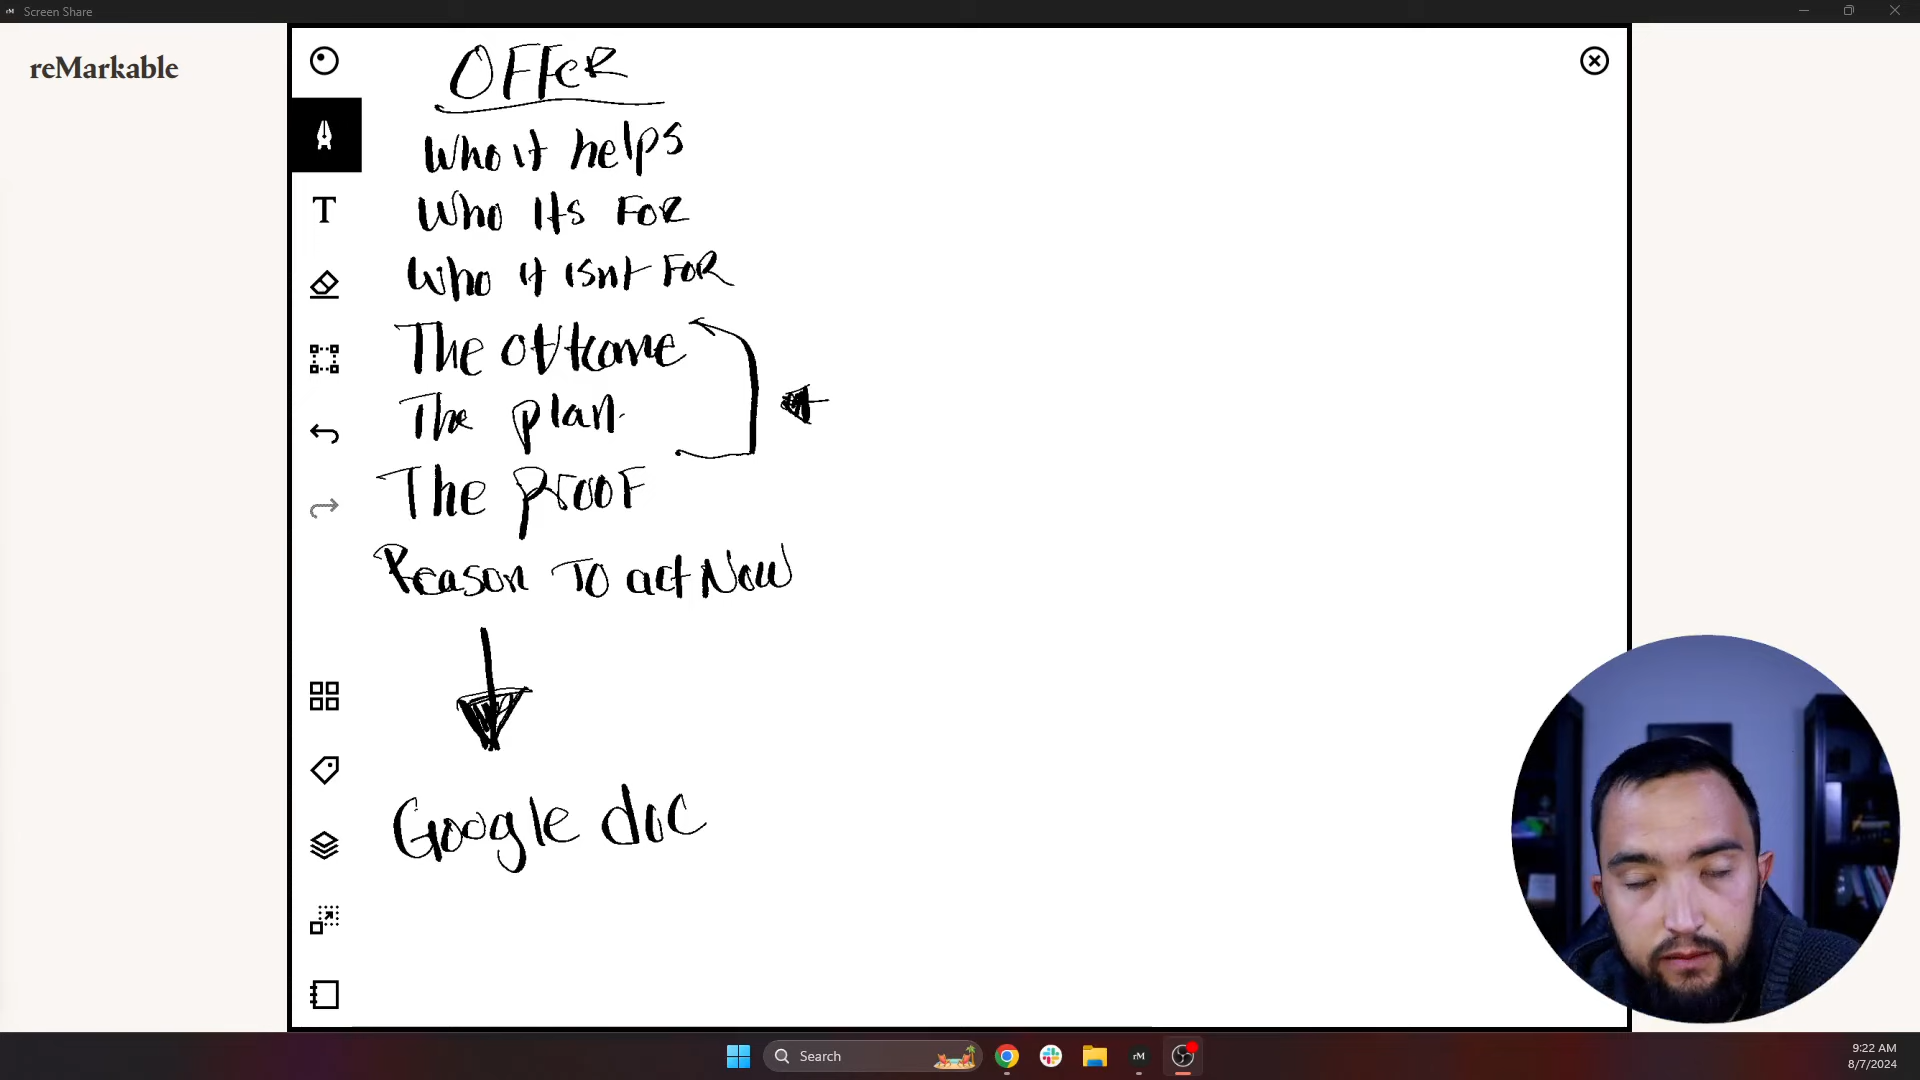 Screen Share
reMarkable
OFFER
Who it helps
Who Its FOR
Who it isnt FOR
The outcome
The plan
The proof
Reason To act Now
Google doc
T
Search
rM
9:22 AM
8/7/2024